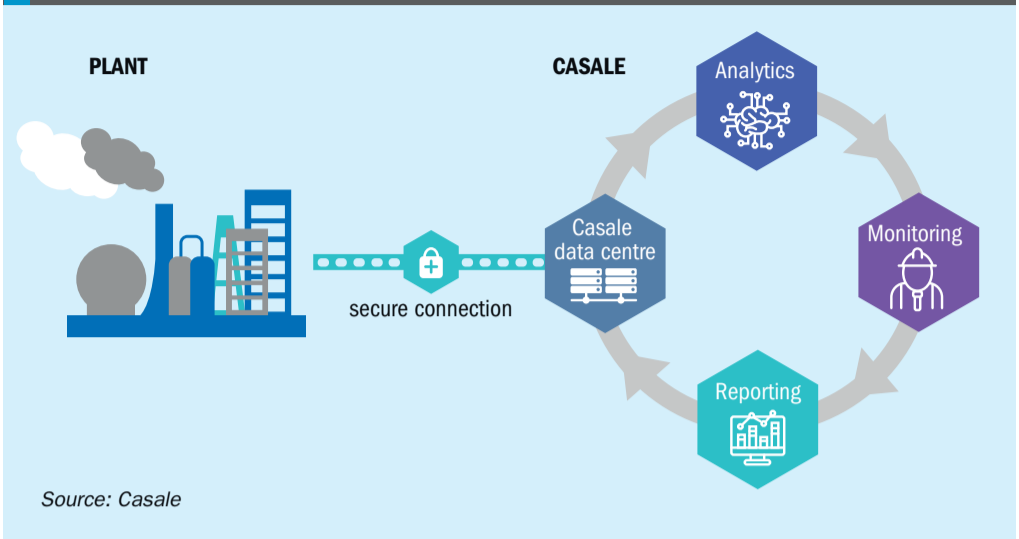 PLANT
CASALE
Analytics
Casale
data centre
Monitoring
secure connection
Reporting
Source: Casale